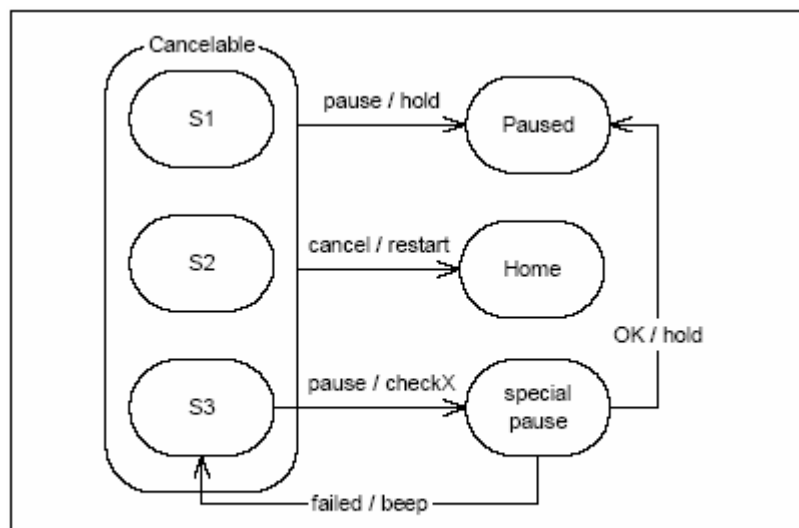 Cancelable
S1
pause / hold
Paused
S2
cancel / restart
Home
OK / hold
S3
pause / checkX
special
pause
failed / beep